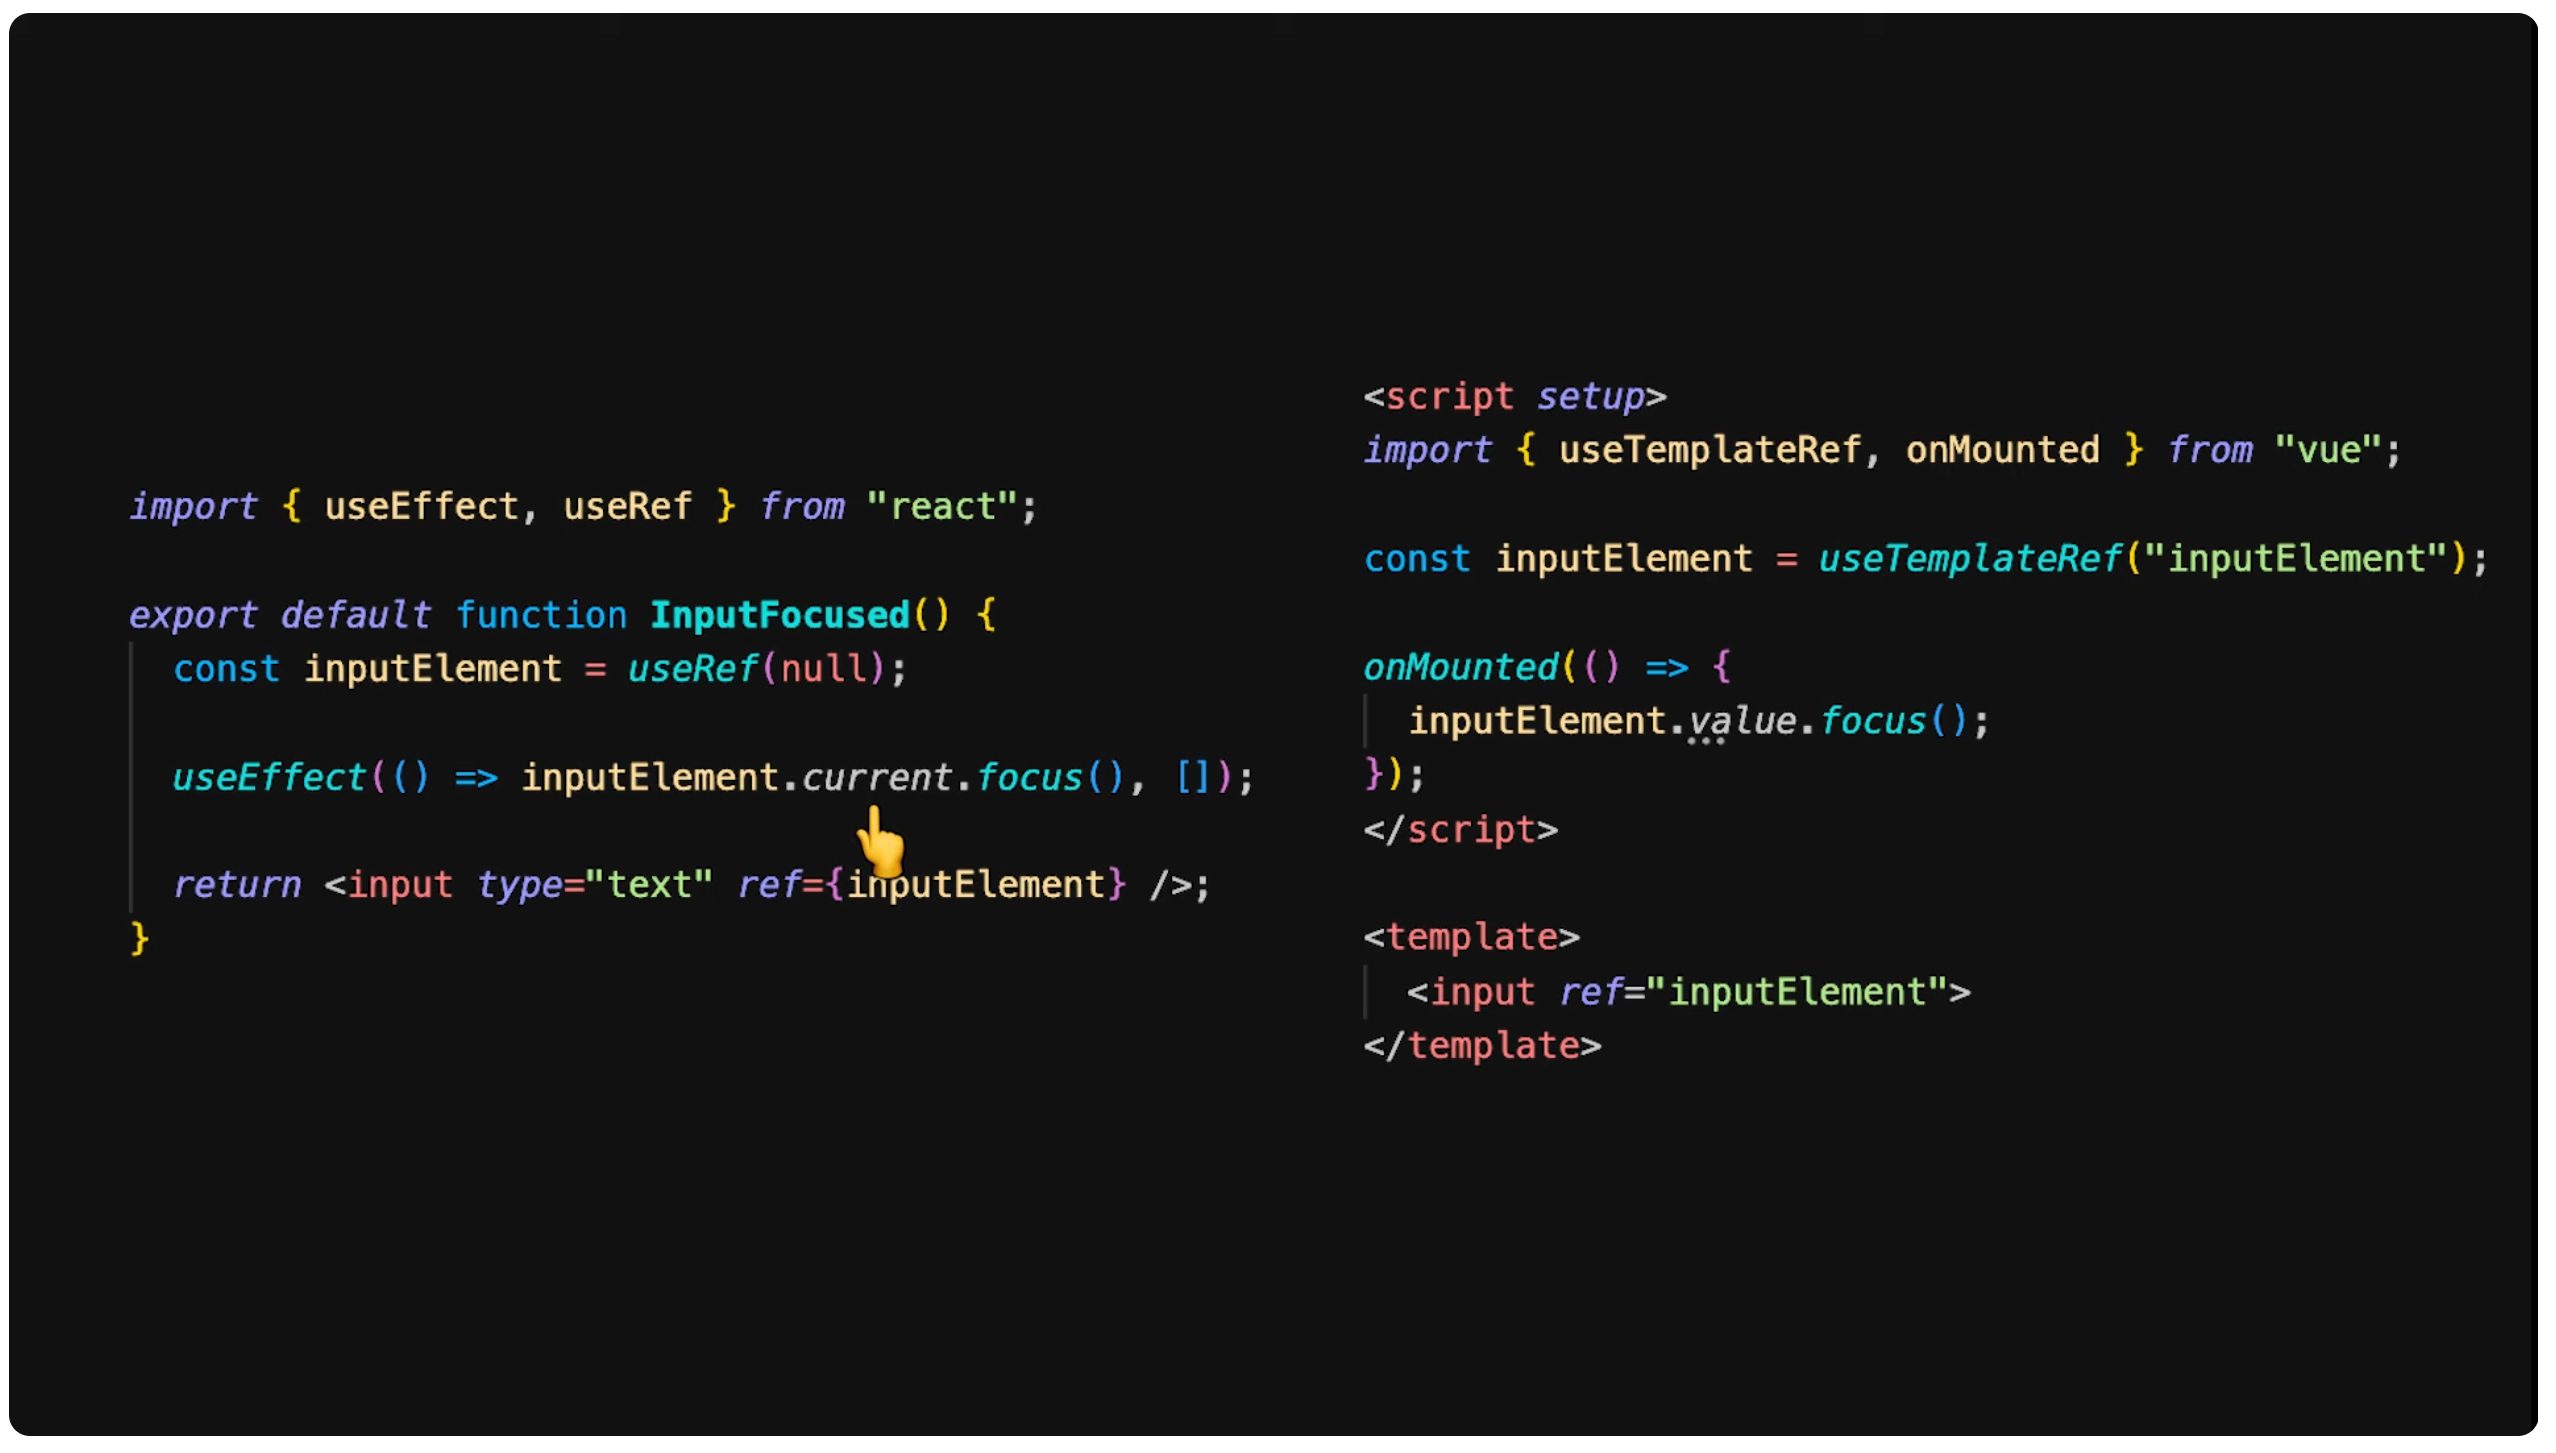 import { useEffect, useRef } from "react";
export default function InputFocused() {
const inputElement = useRef(null);
useEffect(() => inputElement.current.focus(), []);
return <input type="text" ref={inputElement} />;
}
<script setup>
import { useTemplateRef, onMounted } from "vue";
const inputElement = useTemplateRef("inputElement");
onMounted(() => {
inputElement.value.focus();
});
</script>
<template>
<input ref="inputElement">
</template>